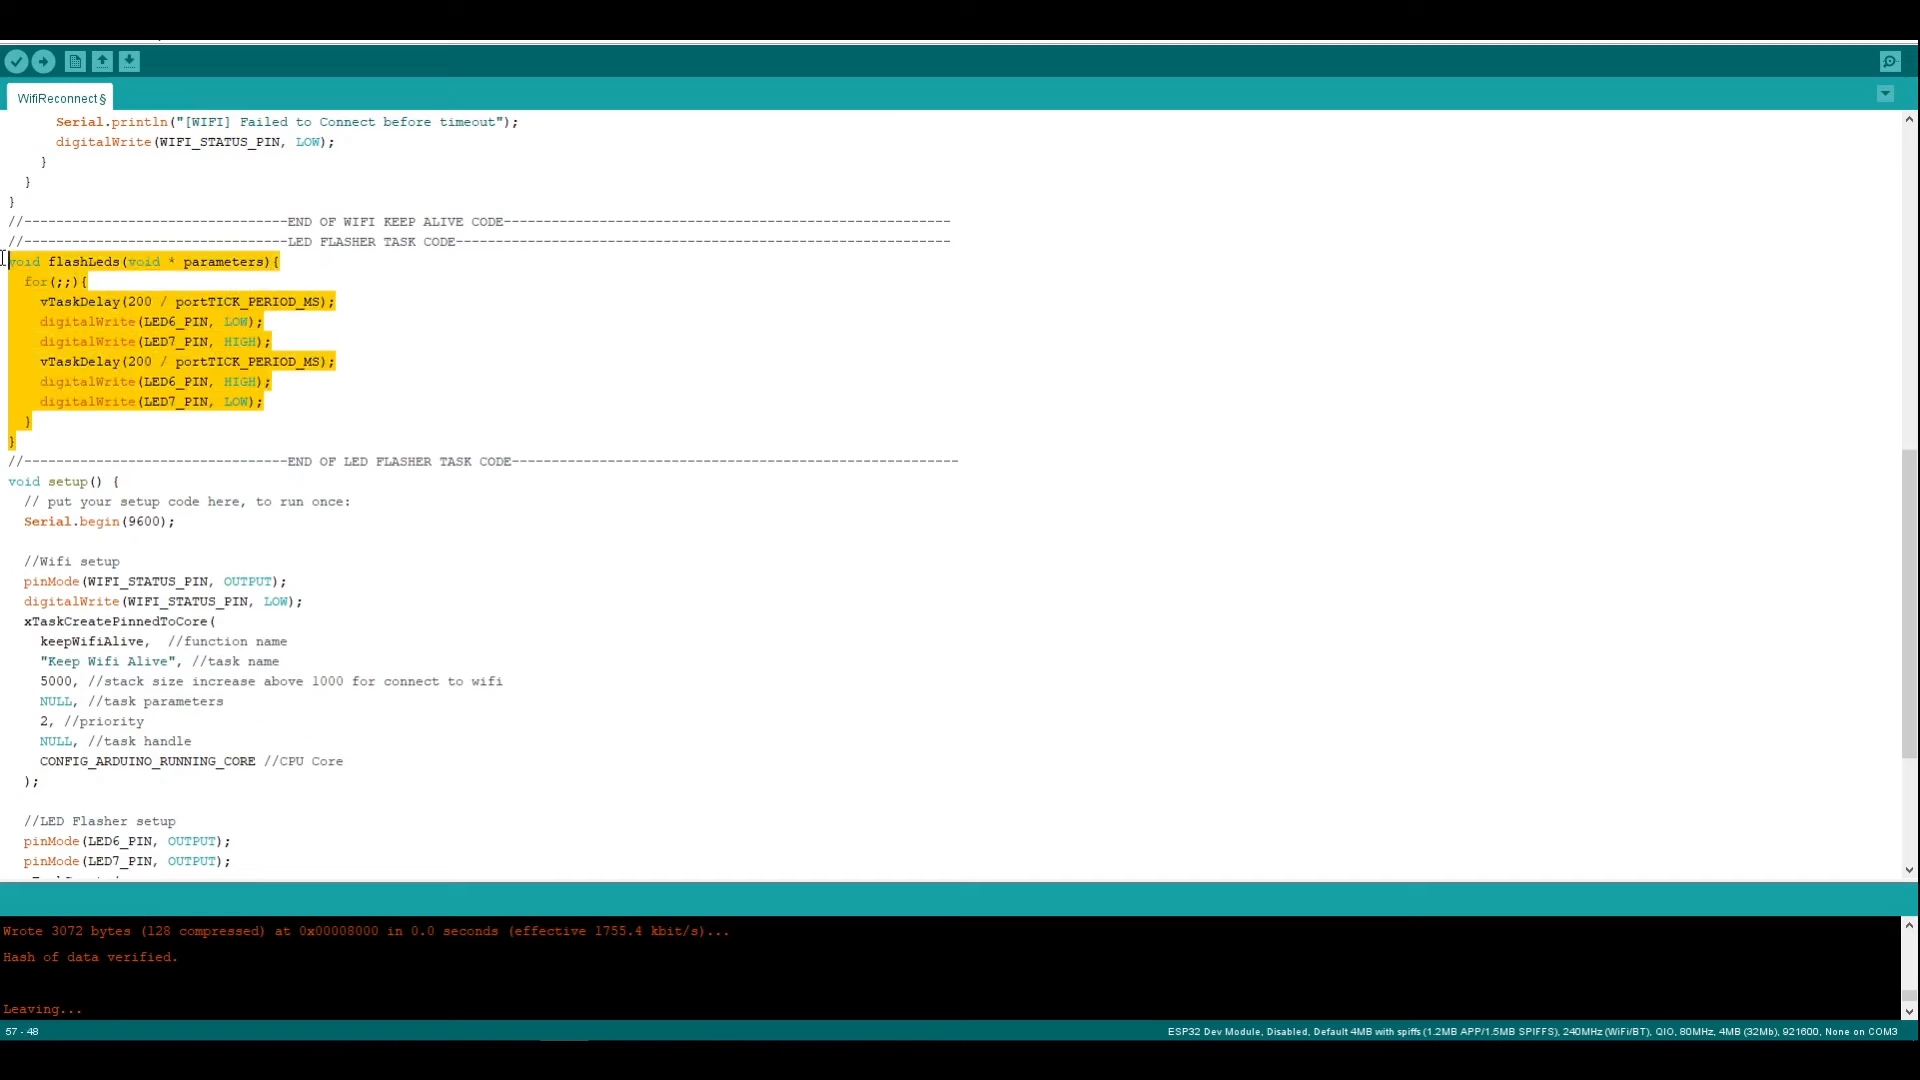 WifiReconnect §
Serial.println("[WIFI] Failed to Connect before timeout");
digitalWrite(WIFI_STATUS_PIN, LOW);
}
}
}
//---------------------------------END OF WIFI KEEP ALIVE CODE--------------------------------------------------------
//---------------------------------LED FLASHER TASK CODE--------------------------------------------------------------
void flashLeds(void * parameters){
for(;;){
vTaskDelay(200 / portTICK_PERIOD_MS);
digitalWrite(LED6_PIN, LOW);
digitalWrite(LED7_PIN, HIGH);
vTaskDelay(200 / portTICK_PERIOD_MS);
digitalWrite(LED6_PIN, HIGH);
digitalWrite(LED7_PIN, LOW);
}
}
//---------------------------------END OF LED FLASHER TASK CODE--------------------------------------------------------
void setup() {
// put your setup code here, to run once:
Serial.begin(9600);
//Wifi setup
pinMode(WIFI_STATUS_PIN, OUTPUT);
digitalWrite(WIFI_STATUS_PIN, LOW);
xTaskCreatePinnedToCore(
keepWifiAlive,  //function name
"Keep Wifi Alive", //task name
5000, //stack size increase above 1000 for connect to wifi
NULL, //task parameters
2, //priority
NULL, //task handle
CONFIG_ARDUINO_RUNNING_CORE //CPU Core
);
//LED Flasher setup
pinMode(LED6_PIN, OUTPUT);
pinMode(LED7_PIN, OUTPUT);
Wrote 3072 bytes (128 compressed) at 0x00008000 in 0.0 seconds (effective 1755.4 kbit/s)...
Hash of data verified.
Leaving...
57 - 48
ESP32 Dev Module, Disabled, Default 4MB with spiffs (1.2MB APP/1.5MB SPIFFS), 240MHz (WiFi/BT), QIO, 80MHz, 4MB (32Mb), 921600, None on COM3